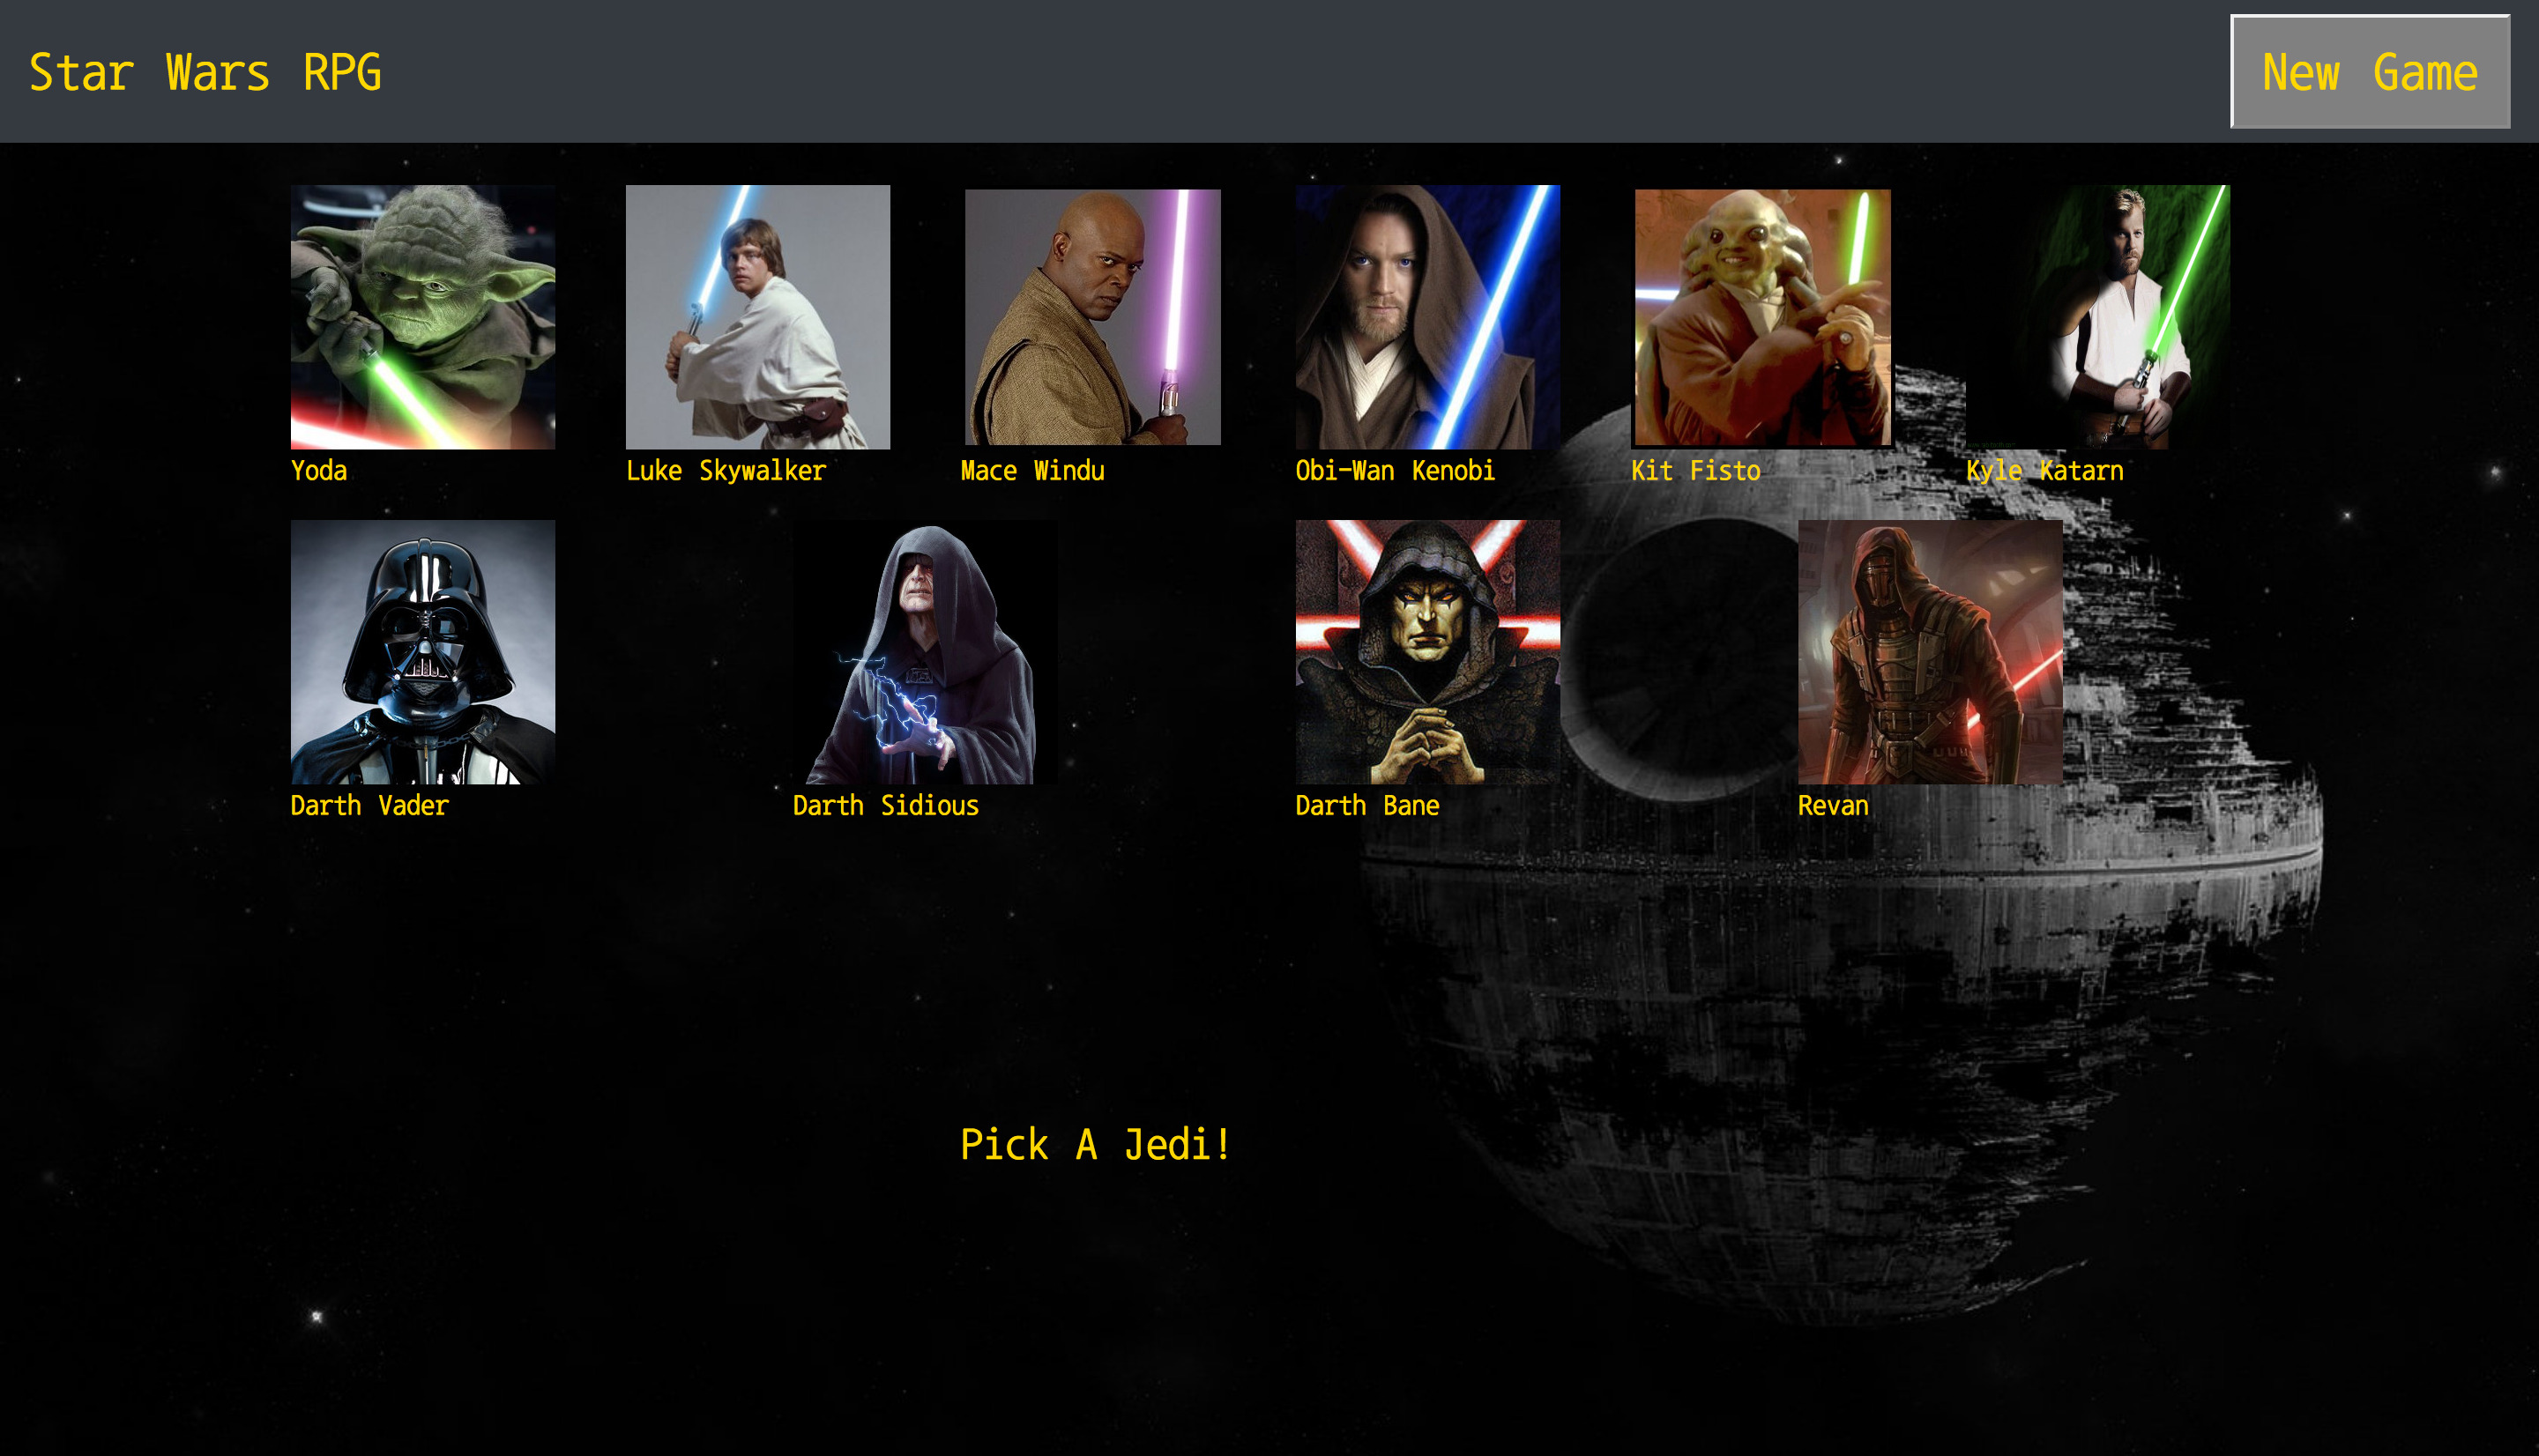 Star Wars RPG
New Game
Yoda
Luke Skywalker
Mace Windu
Obi-Wan Kenobi
Kit Fisto
Kyle Katarn
Darth Vader
Darth Sidious
Darth Bane
Revan
Pick A Jedi!